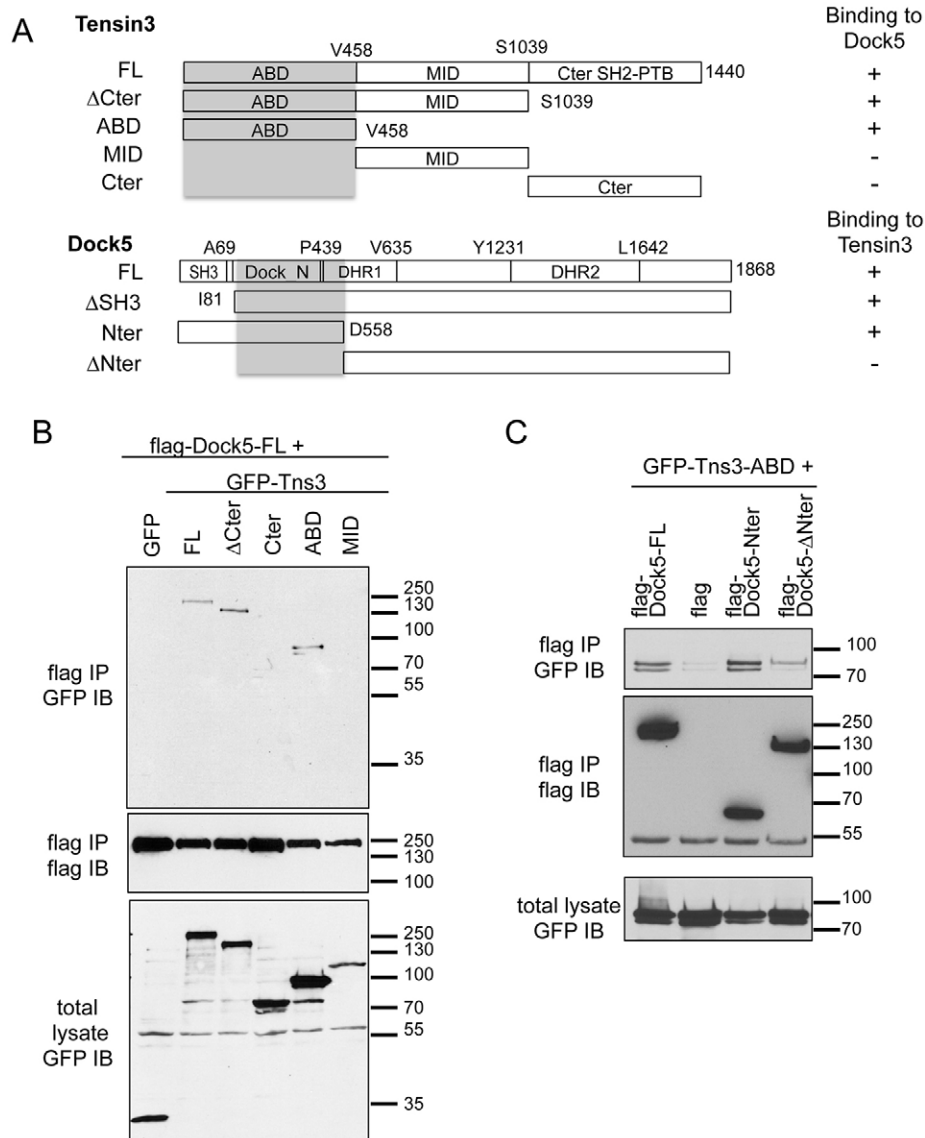 A
Tensin3
Binding to
Dock5
V458
S1039
FL
ABD
MID
Cter SH2-PTB
1440
+
ΔCter
ABD
MID
S1039
+
ABD
ABD
V458
+
MID
MID
-
Cter
Cter
-
Dock5
Binding to
Tensin3
A69
P439
V635
Y1231
L1642
FL
SH3
Dock_N
DHR1
DHR2
1868
+
ΔSH3
I81
+
Nter
D558
+
ΔNter
-
B
flag-Dock5-FL +
GFP-Tns3
GFP
FL
ΔCter
Cter
ABD
MID
flag IP
GFP IB
250
130
100
70
55
35
flag IP
flag IB
250
130
100
total
lysate
GFP IB
250
130
100
70
55
35
C
GFP-Tns3-ABD +
flag-
Dock5-FL
flag
flag-
Dock5-Nter
flag-
Dock5-ΔNter
flag IP
GFP IB
100
70
flag IP
flag IB
250
130
100
70
55
total lysate
GFP IB
100
70